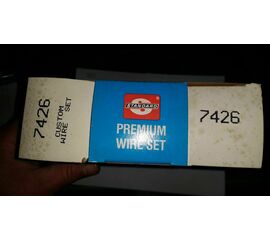 7426
CUSTOM
WIRE SET
STANDARD
PREMIUM
WIRE SET
7426